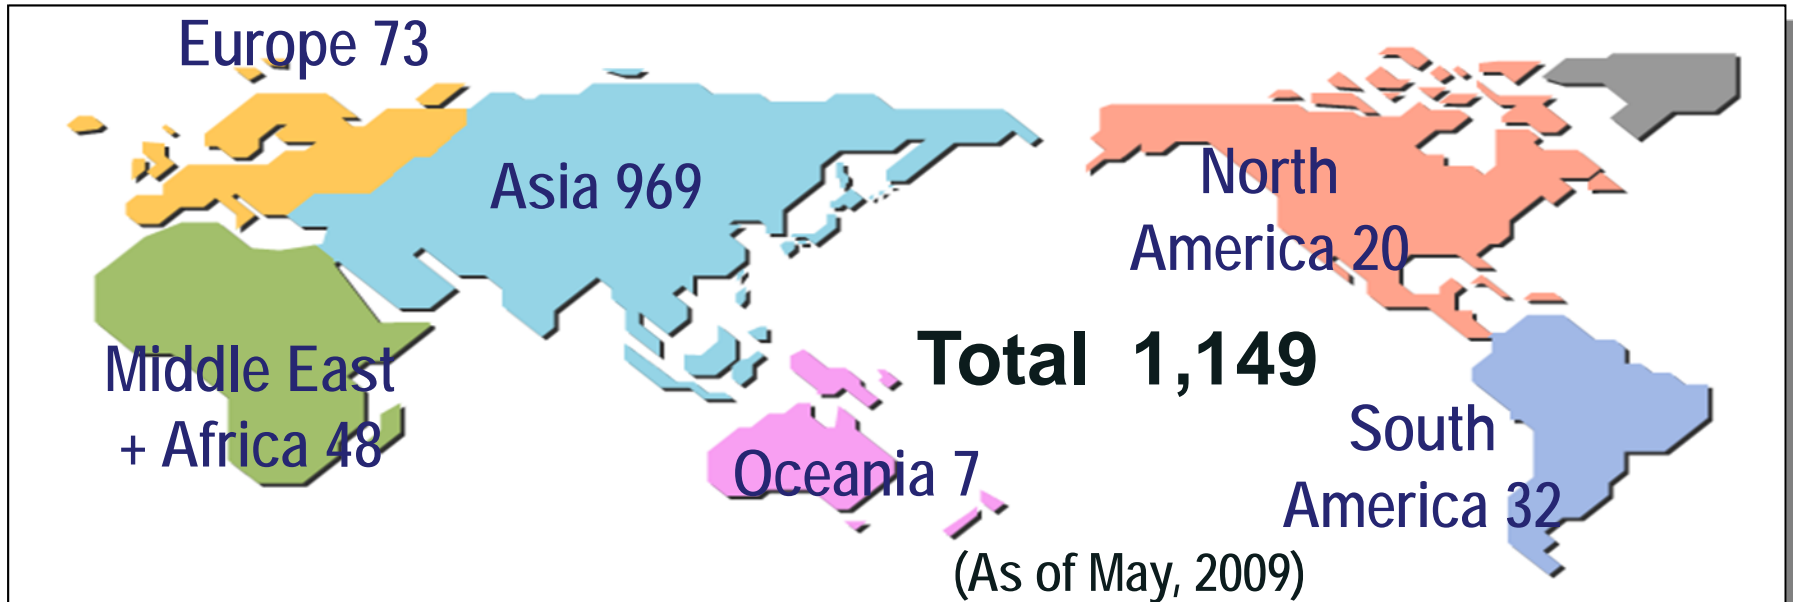 Europe 73
Asia 969
North
America 20
Middle East
+ Africa 48
Total 1,149
Oceania 7
South
America 32
(As of May, 2009)